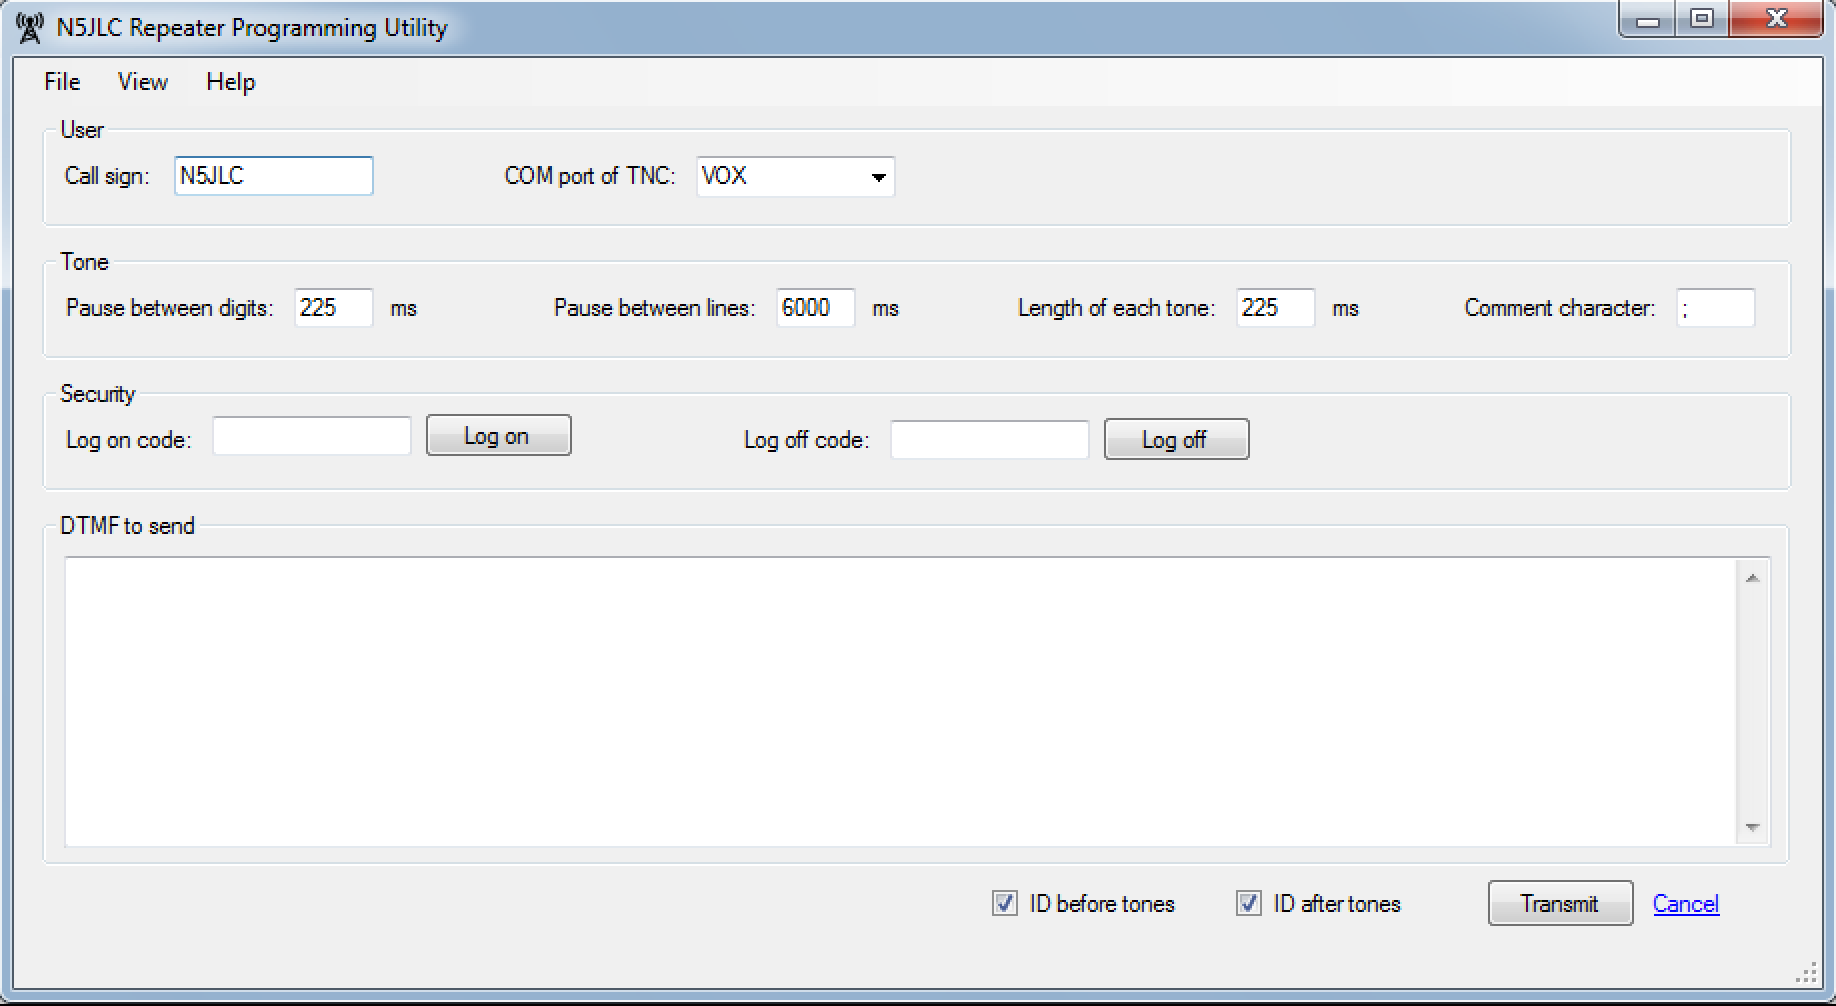 N5JLC Repeater Programming Utility
File View Help
User
Call sign: N5JLC COM port of TNC: VOX
Tone
Pause between digits: 225 ms Pause between lines: 6000 ms Length of each tone: 225 ms Comment character: ;
Security
Log on code: Log on Log off code: Log off
DTMF to send
ID before tones ID after tones Transmit Cancel